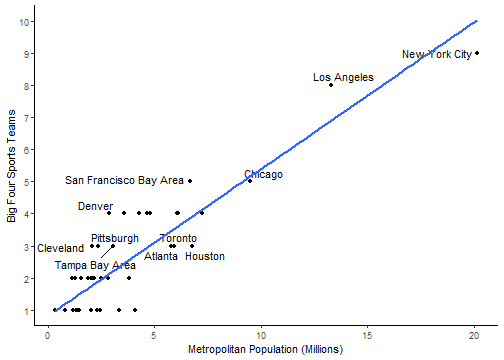 10
9
New York City
Los Angeles
8
7
6
San Francisco Bay Area
Chicago
5
Denver
4
Pittsburgh
Toronto
Cleveland
3
Atlanta
Houston
Tampa Bay Area
2
1
0
5
10
15
20
Metropolitan Population (Millions)
Big Four Sports Teams